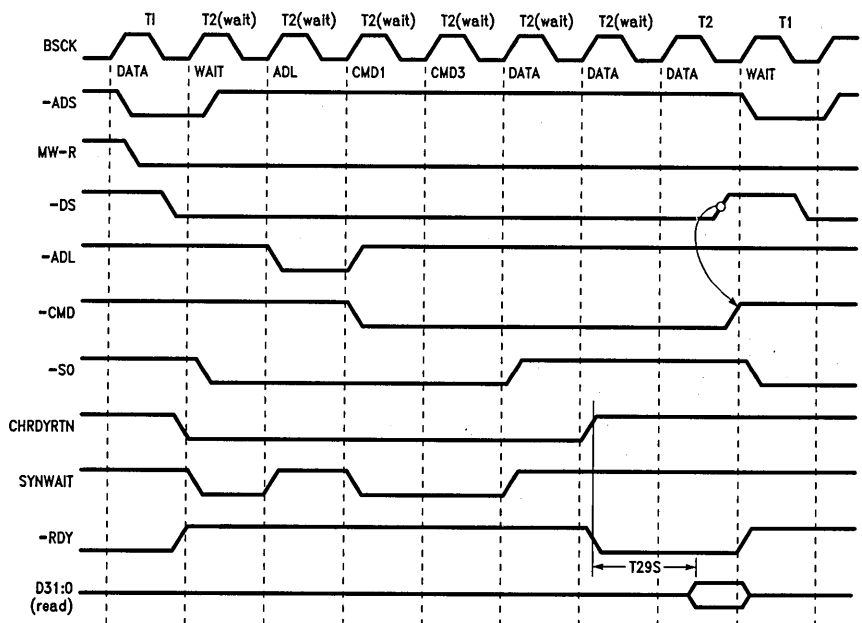 TI T2(wait) T2(wait) T2(wait) T2(wait) T2(wait) T2(wait) T2 T1
BSCK
DATA WAIT ADL CMD1 CMD3 DATA DATA DATA WAIT
-ADS
MW-R
-DS
-ADL
-CMD
-S0
CHRDYRTN
SYNWAIT
-RDY
T29S
D31:0
(read)